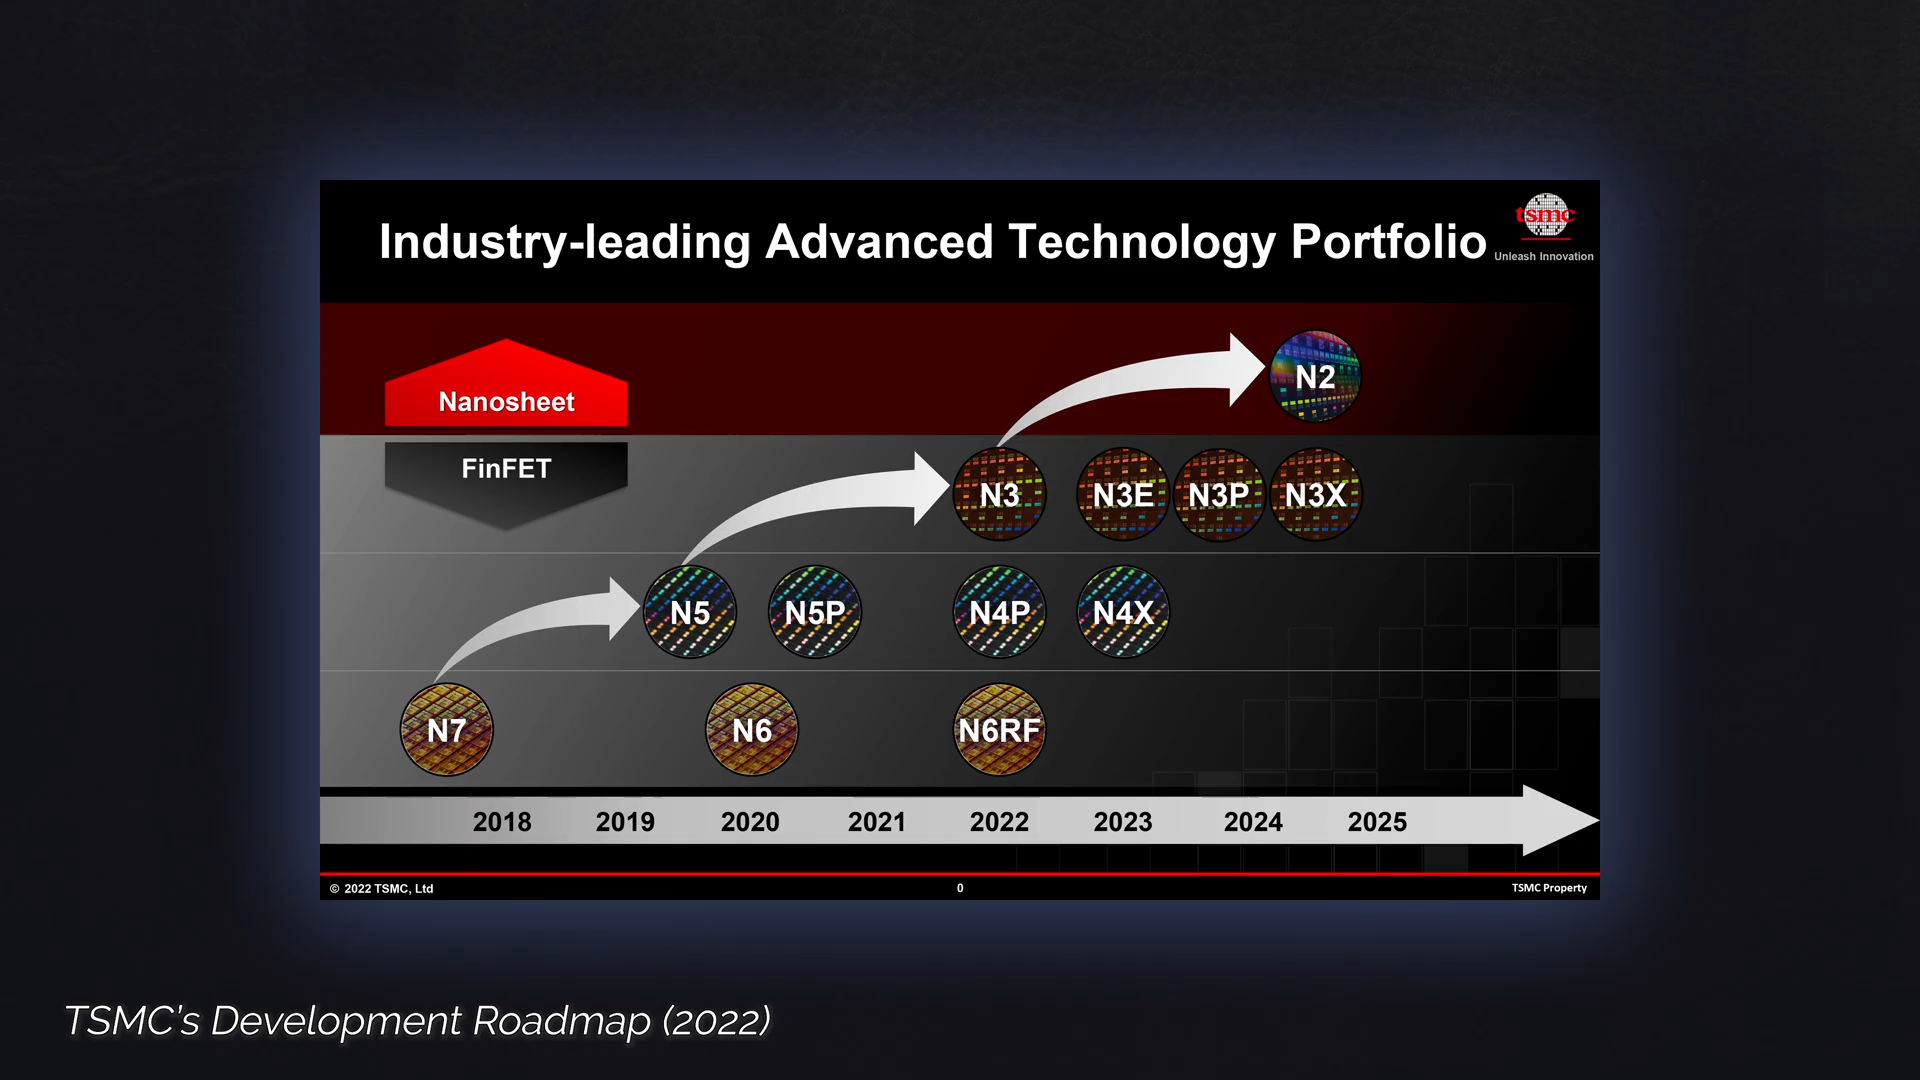 Industry-leading Advanced Technology Portfolio
tsmc
Unleash Innovation
Nanosheet
N2
FinFET
N3 N3E N3P N3X
N5 N5P N4P N4X
N7 N6 N6RF
2018 2019 2020 2021 2022 2023 2024 2025
© 2022 TSMC, Ltd 0 TSMC Property
TSMC's Development Roadmap (2022)